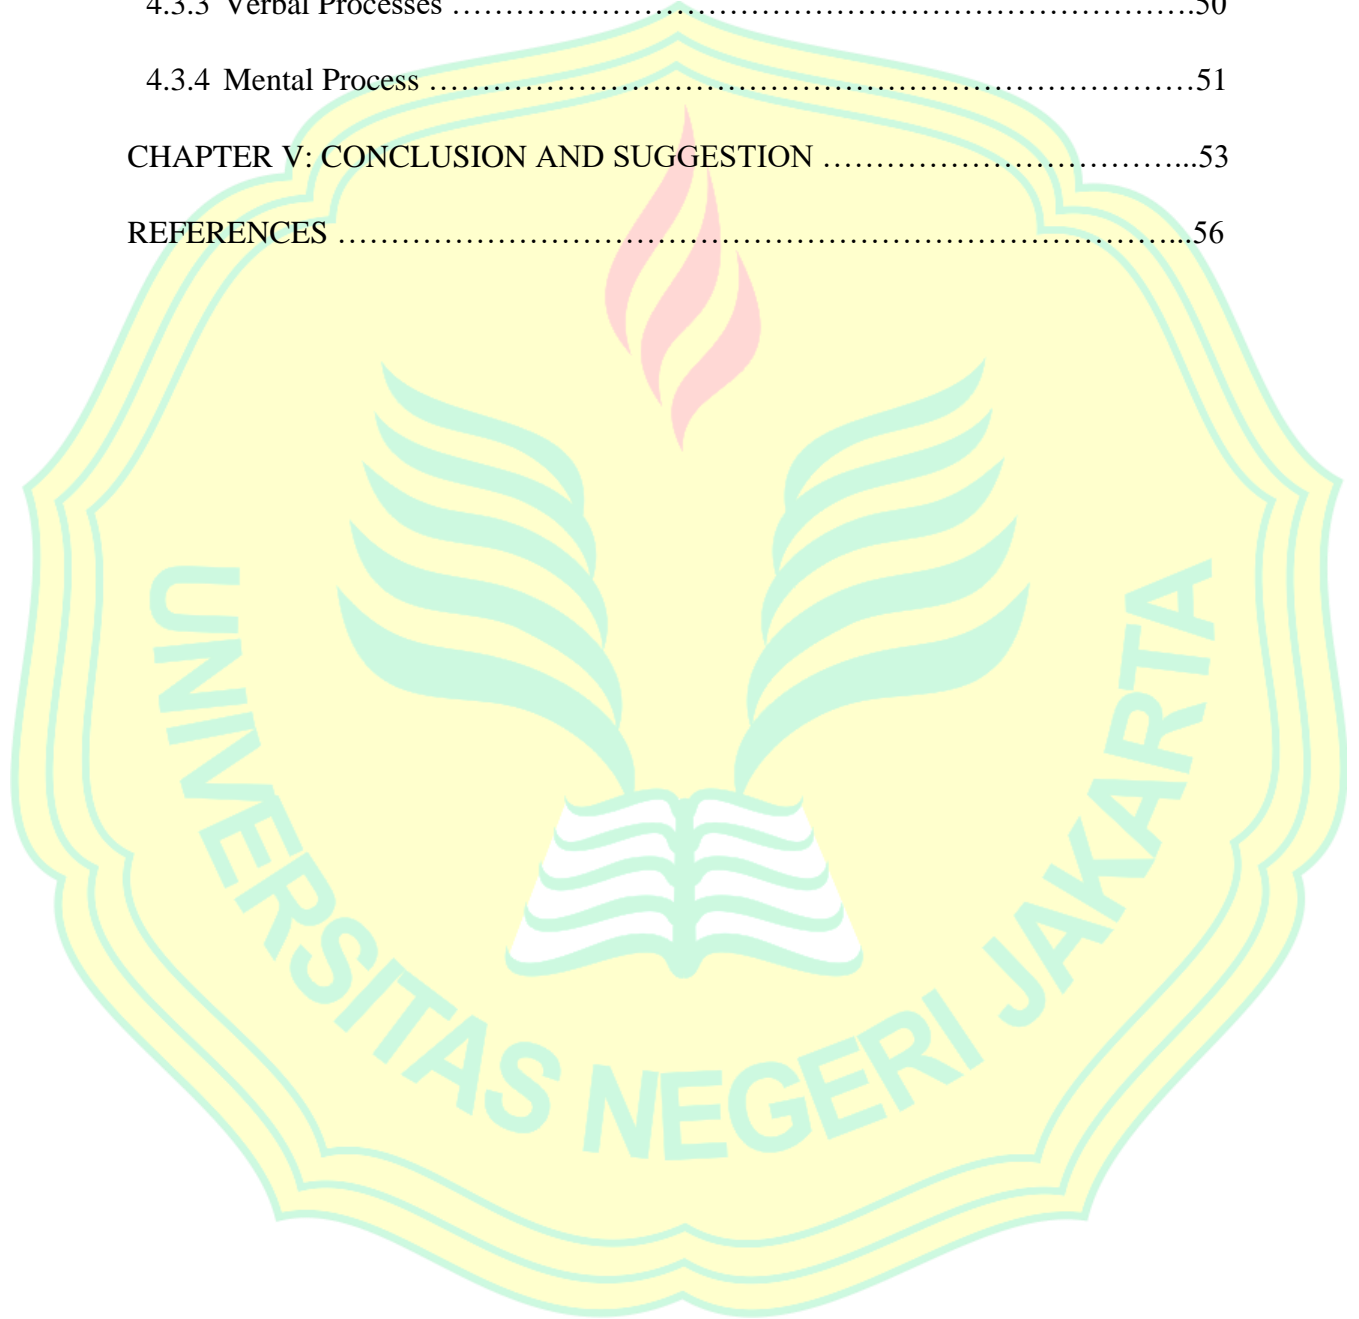 4.3.3 Verbal Processes ……………………………………………………………….50
4.3.4 Mental Process ………………………………………………………………….51
CHAPTER V: CONCLUSION AND SUGGESTION ……………………………...53
REFERENCES ………………………………………………………………………...56
UNIVERSITAS NEGERI JAKARTA